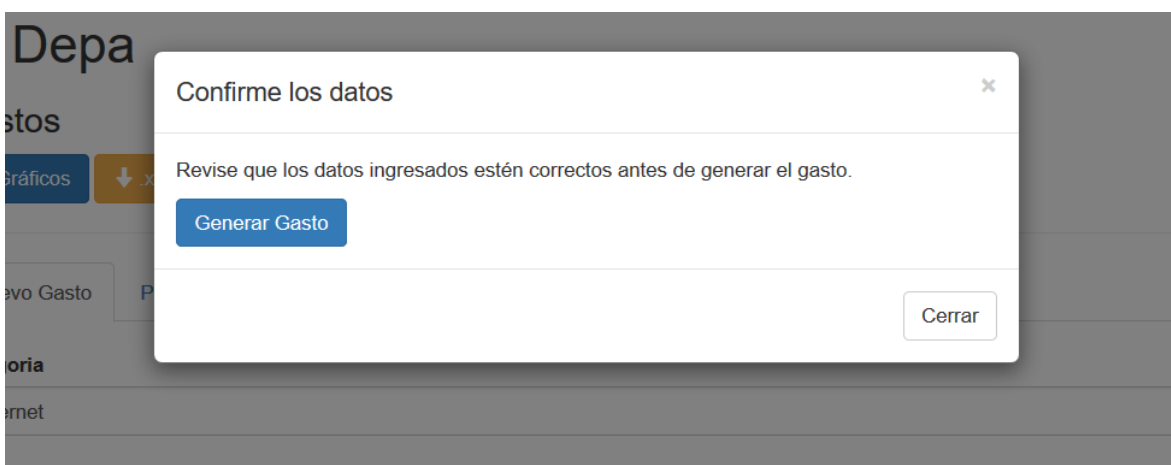 Depa
Confirme los datos
×
stos
Revise que los datos ingresados estén correctos antes de generar el gasto.
Gráficos
.x
Generar Gasto
evo Gasto
P
Cerrar
oria
ernet